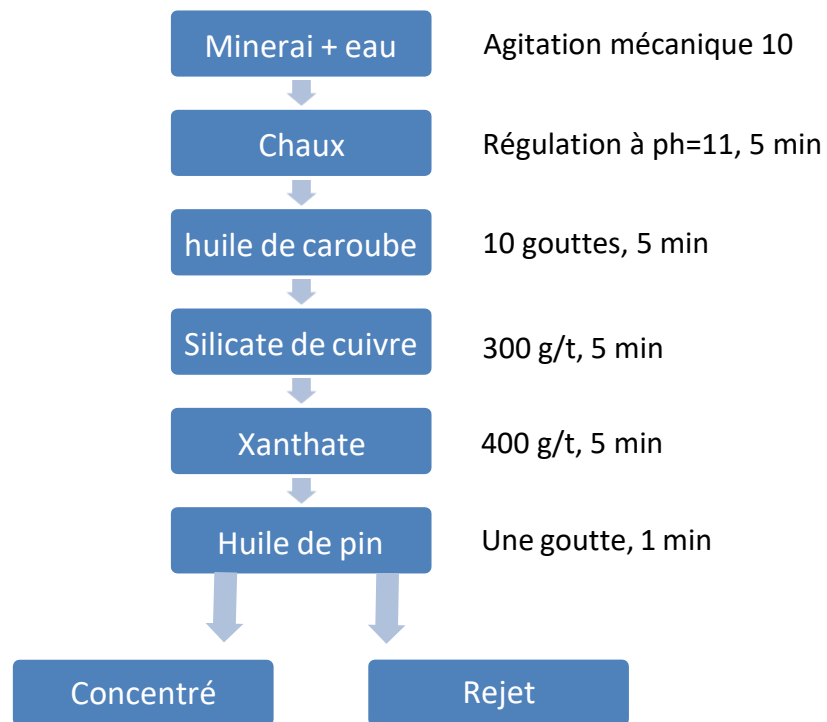 Minerai + eau
Agitation mécanique 10
Chaux
Régulation à ph=11, 5 min
huile de caroube
10 gouttes, 5 min
Silicate de cuivre
300 g/t, 5 min
Xanthate
400 g/t, 5 min
Huile de pin
Une goutte, 1 min
Concentré
Rejet